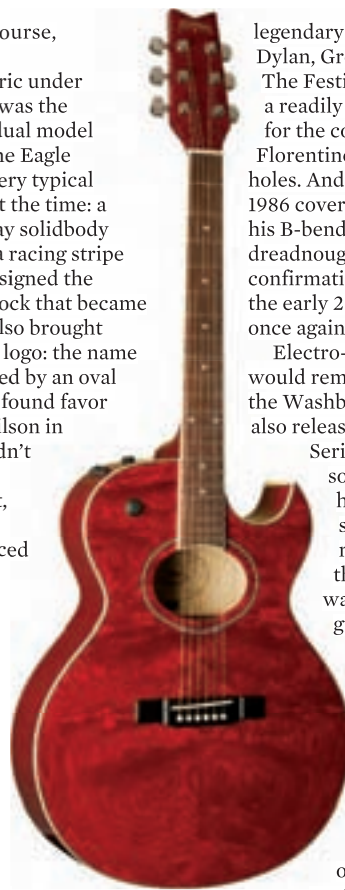 ourse,
ric under
was the
dual model
he Eagle
ery typical
t the time: a
ay solidbody
a racing stripe
signed the
ock that became
lso brought
logo: the name
ed by an oval
found favor
ilson in
dn't
t,
ced
legendary
Dylan, Gr
The Festi
a readily
for the co
Florentine
holes. And
1986 cover
his B-bend
dreadnoug
confirmati
the early 2
once again
Electro-
would rem
the Washb
also releas
Seri
so
h
s
th
wa
g
o